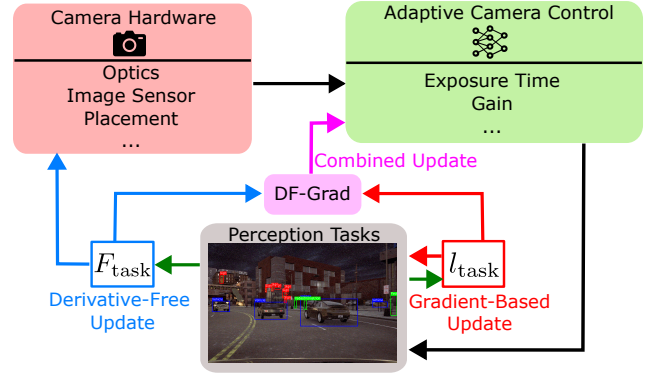 Camera Hardware
Optics
Image Sensor
Placement
...
Adaptive Camera Control
Exposure Time
Gain
...
Combined Update
DF-Grad
Perception Tasks
F_task
l_task
Derivative-Free
Update
Gradient-Based
Update